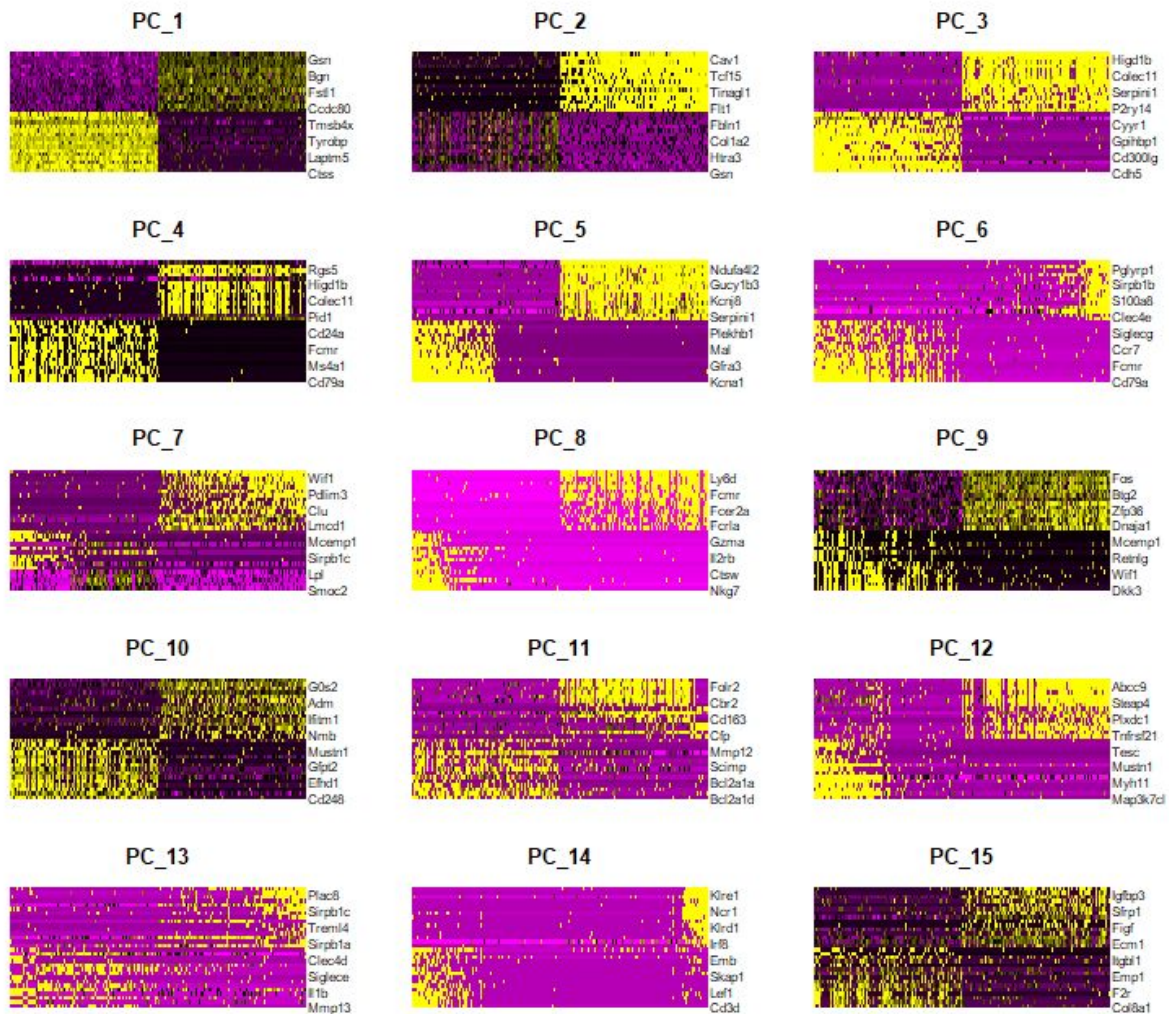 PC_1
Gsn
Bgn
Fstl1
Ccdc80
Tmsb4x
Tyrobp
Laptm5
Ctss
PC_2
Cav1
Tcf15
Tinagl1
Flt1
Fbln1
Col1a2
Htra3
Gsn
PC_3
Higd1b
Colec11
Serpini1
P2ry14
Cyyr1
Gpihbp1
Cd300lg
Cdh5
PC_4
Rgs5
Higd1b
Colec11
Pid1
Cd24a
Fcmr
Ms4a1
Cd79a
PC_5
Ndufa4l2
Gucy1b3
Kcnj8
Serpini1
Plekhb1
Mal
Gfra3
Kcna1
PC_6
Pglyrp1
Sirpb1b
S100a8
Clec4e
Siglecg
Ccr7
Fcmr
Cd79a
PC_7
Wif1
Pdlim3
Clu
Lmcd1
Mcemp1
Sirpb1c
Lpl
Smoc2
PC_8
Ly6d
Fcmr
Fcer2a
Fcrla
Gzma
Il2rb
Ctsw
Nkg7
PC_9
Fos
Btg2
Zfp36
Dnaja1
Mcemp1
Retnlg
Wif1
Dkk3
PC_10
G0s2
Adm
Ifitm1
Nmb
Mustn1
Gfpt2
Efhd1
Cd248
PC_11
Folr2
Cbr2
Cd163
Cfp
Mmp12
Scimp
Bcl2a1a
Bcl2a1d
PC_12
Abcc9
Steap4
Plxdc1
Tnfrsf21
Tesc
Mustn1
Myh11
Map3k7cl
PC_13
Plac8
Sirpb1c
Treml4
Sirpb1a
Clec4d
Siglece
Il1b
Mmp13
PC_14
Klre1
Ncr1
Klrd1
Irf8
Emb
Skap1
Lef1
Cd3d
PC_15
Igfbp3
Sfrp1
Figf
Ecm1
Itgbl1
Emp1
F2r
Col8a1